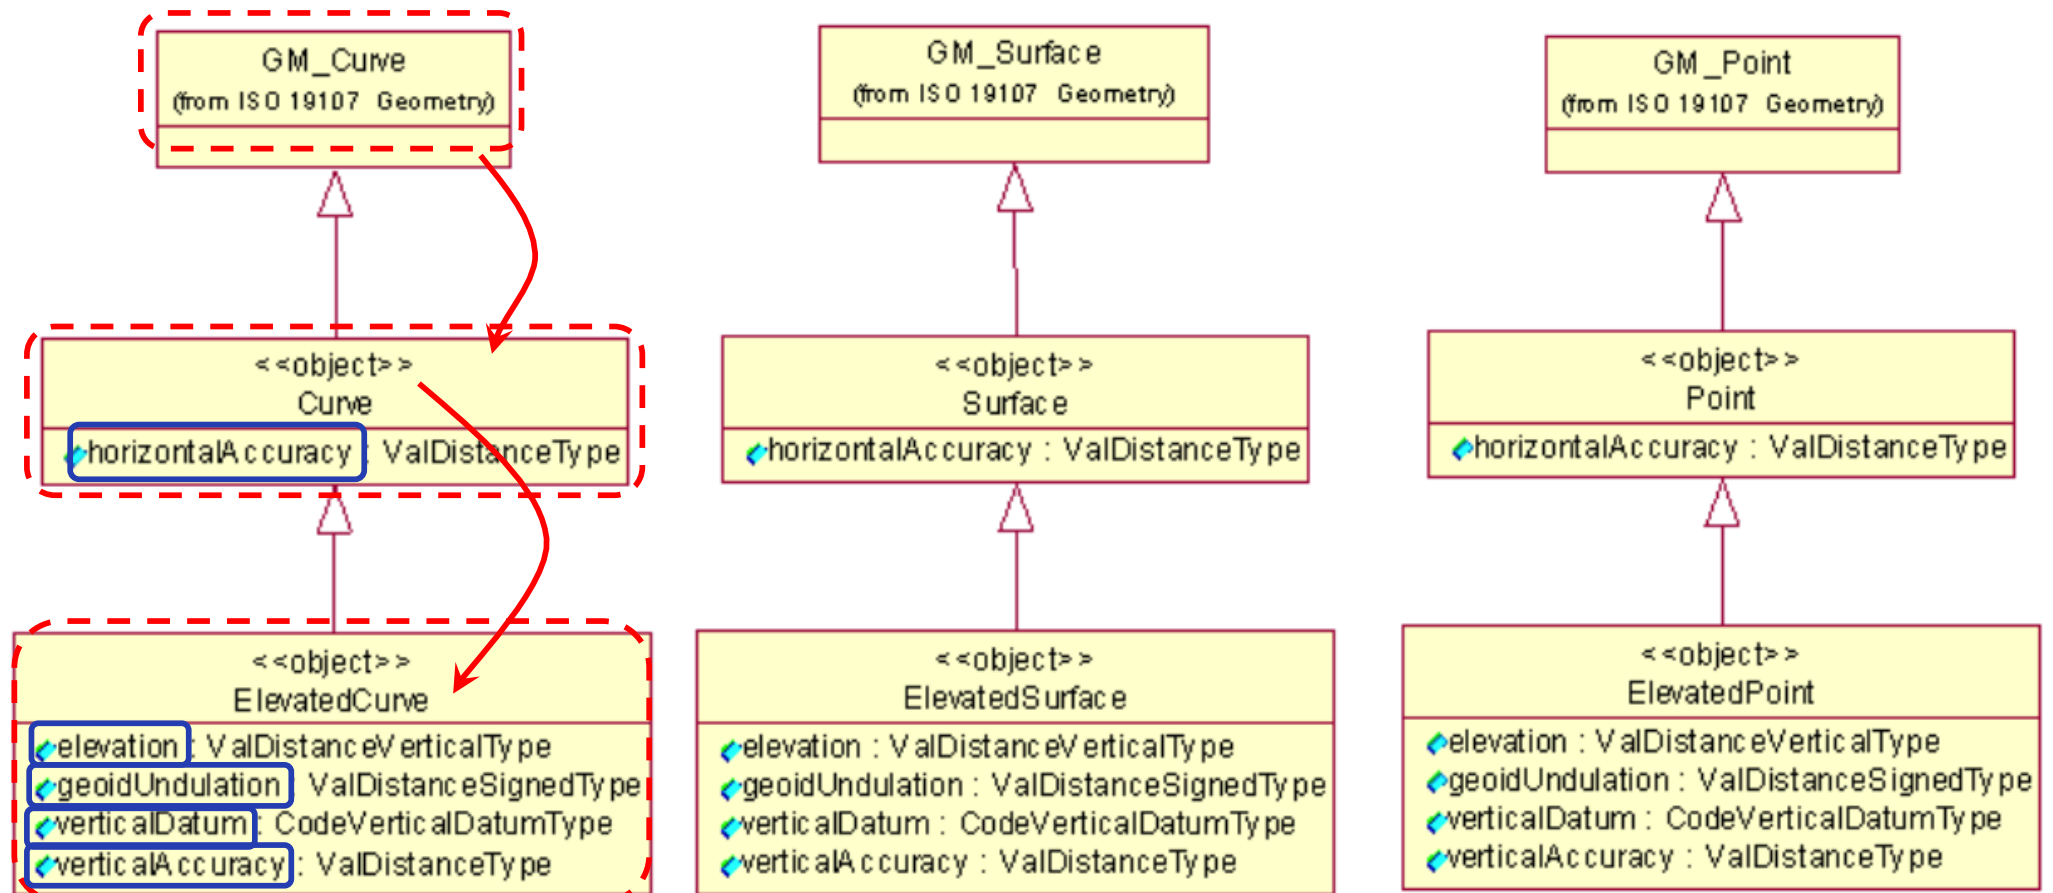 GM_Curve
(from ISO 19107 Geometry)
<<object>>
Curve
horizontalAccuracy : ValDistanceType
<<object>>
ElevatedCurve
elevation : ValDistanceVerticalType
geoidUndulation : ValDistanceSignedType
verticalDatum : CodeVerticalDatumType
verticalAccuracy : ValDistanceType
GM_Surface
(from ISO 19107 Geometry)
<<object>>
Surface
horizontalAccuracy : ValDistanceType
<<object>>
ElevatedSurface
elevation : ValDistanceVerticalType
geoidUndulation : ValDistanceSignedType
verticalDatum : CodeVerticalDatumType
verticalAccuracy : ValDistanceType
GM_Point
(from ISO 19107 Geometry)
<<object>>
Point
horizontalAccuracy : ValDistanceType
<<object>>
ElevatedPoint
elevation : ValDistanceVerticalType
geoidUndulation : ValDistanceSignedType
verticalDatum : CodeVerticalDatumType
verticalAccuracy : ValDistanceType